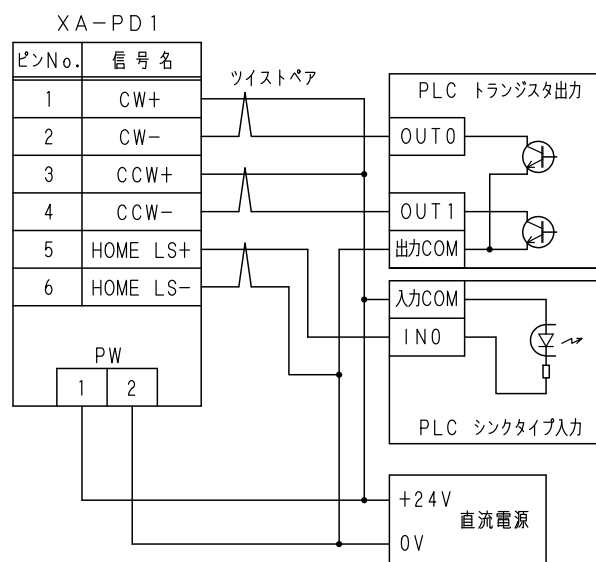 XA-PD1
ピンNo. 信号名
1 CW+
2 CW-
3 CCW+
4 CCW-
5 HOME LS+
6 HOME LS-
PW
1 2
ツイストペア
PLC トランジスタ出力
OUT0
OUT1
出力COM
入力COM
IN0
PLC シンクタイプ入力
+24V
直流電源
0V